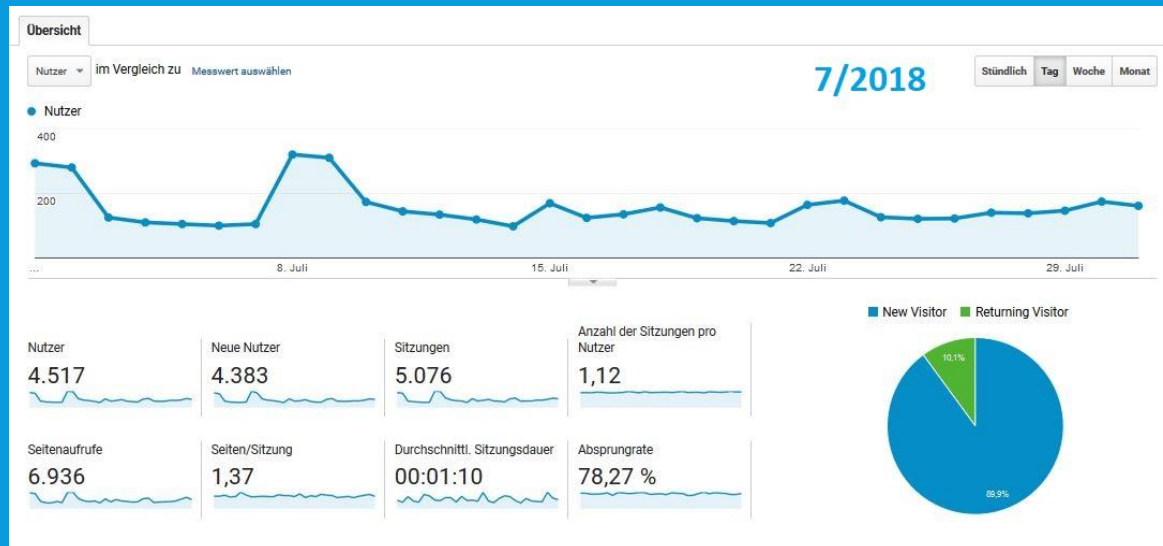 Übersicht
Nutzer im Vergleich zu Messwert auswählen
7/2018
Stündlich Tag Woche Monat
Nutzer
400
200
...
8. Juli
15. Juli
22. Juli
29. Juli
New Visitor Returning Visitor
Nutzer
4.517
Neue Nutzer
4.383
Sitzungen
5.076
Anzahl der Sitzungen pro
Nutzer
1,12
Seitenaufrufe
6.936
Seiten/Sitzung
1,37
Durchschnittl. Sitzungsdauer
00:01:10
Absprungrate
78,27 %
10,1%
89,9%